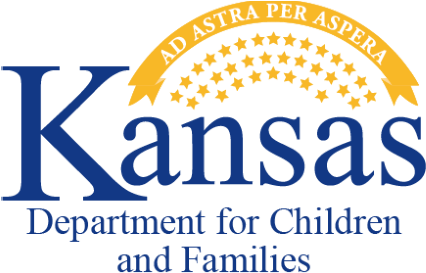 AD ASTRA PER ASPERA
Kansas
Department for Children
and Families